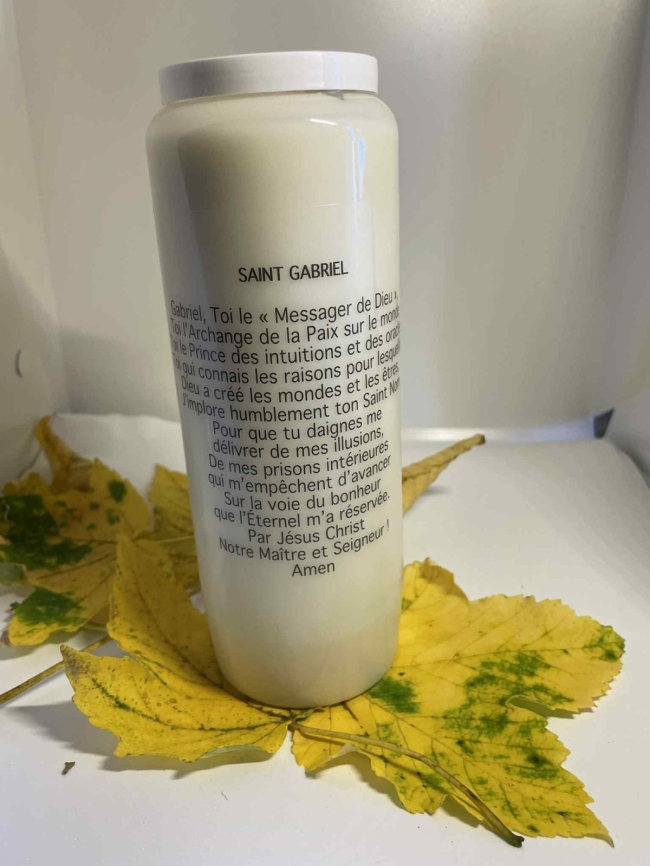 SAINT GABRIEL
Gabriel, Toi le « Messager de Dieu »,
Toi l'Archange de la Paix sur le monde
le Prince des intuitions et des
qui connais les raisons pour
Dieu a créé les mondes et les êtres,
J'implore humblement ton Saint Nom
Pour que tu daignes me
délivrer de mes illusions,
De mes prisons intérieures
qui m'empêchent d'avancer
Sur la voie du bonheur
que l'Éternel m'a réservée.
Par Jésus Christ
Notre Maître et Seigneur !
Amen